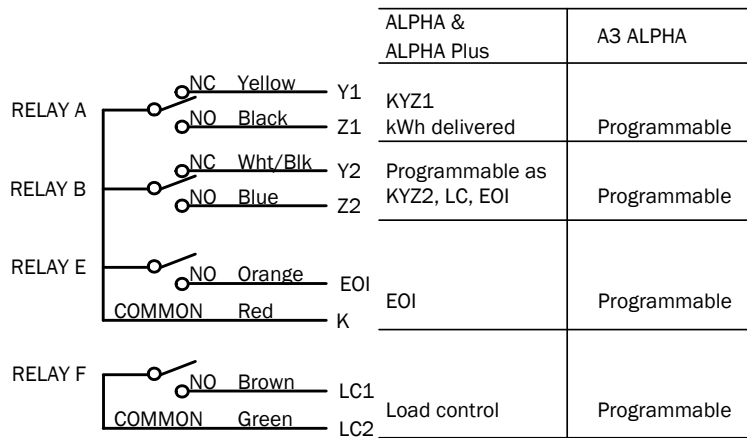 ALPHA &
ALPHA Plus
A3 ALPHA
RELAY A
NC Yellow Y1
NO Black Z1
KYZ1
kWh delivered
Programmable
RELAY B
NC Wht/Blk Y2
NO Blue Z2
Programmable as
KYZ2, LC, EOI
Programmable
RELAY E
NO Orange EOI
COMMON Red K
EOI
Programmable
RELAY F
NO Brown LC1
COMMON Green LC2
Load control
Programmable